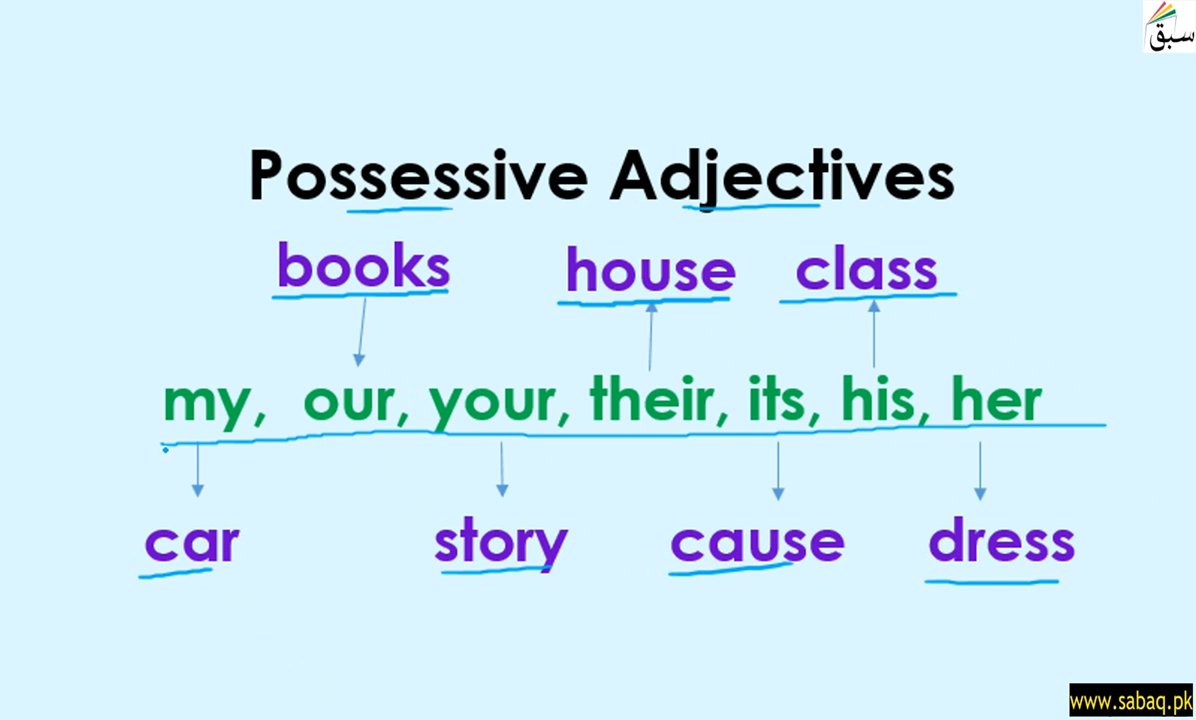 سبق
Possessive Adjectives
books house class
my, our, your, their, its, his, her
car story cause dress
www.sabaq.pk